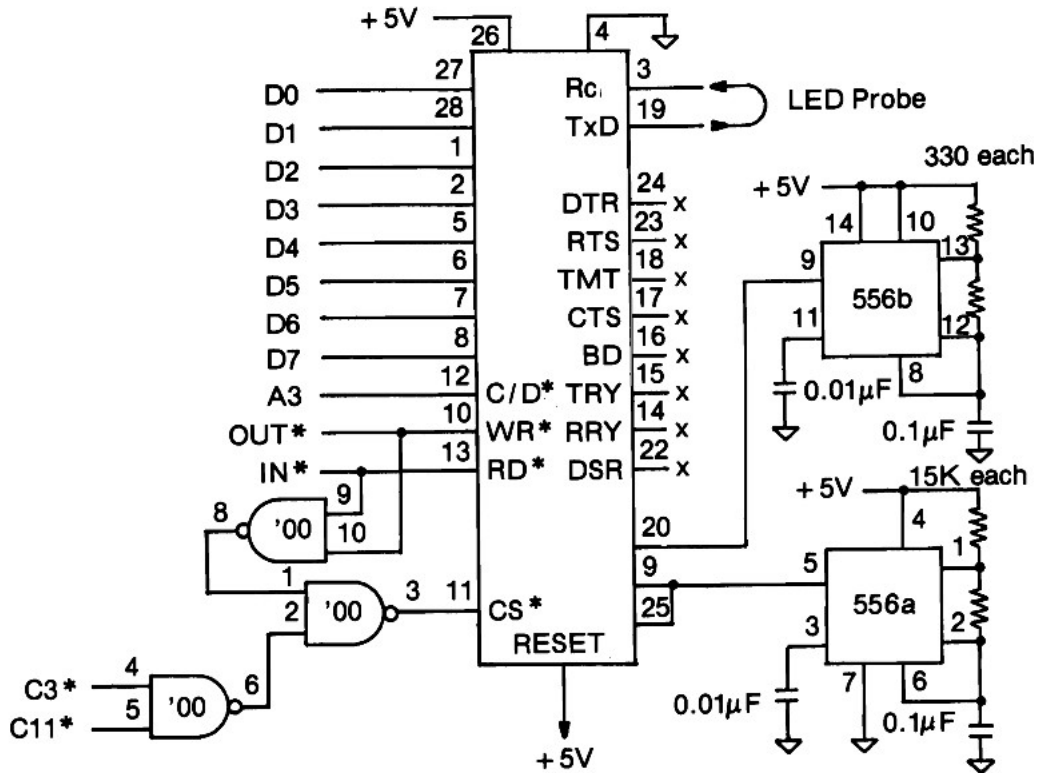 +5V
26
4
27
D0
28
D1
1
D2
2
D3
5
D4
6
D5
7
D6
8
D7
12
A3
10
OUT*
13
IN*
C/D*
WR*
RD*
CS*
RESET
+5V
Rc
3
TxD
19
LED Probe
DTR
24
x
RTS
23
x
TMT
18
x
CTS
17
x
BD
16
x
TRY
15
x
RRY
14
x
DSR
22
x
20
9
25
330 each
+5V
14
10
13
9
556b
12
11
8
0.01µF
0.1µF
15K each
+5V
4
1
5
556a
2
3
7
6
0.01µF
0.1µF
8
'00
9
10
1
2
'00
3
11
C3*
4
'00
6
C11*
5